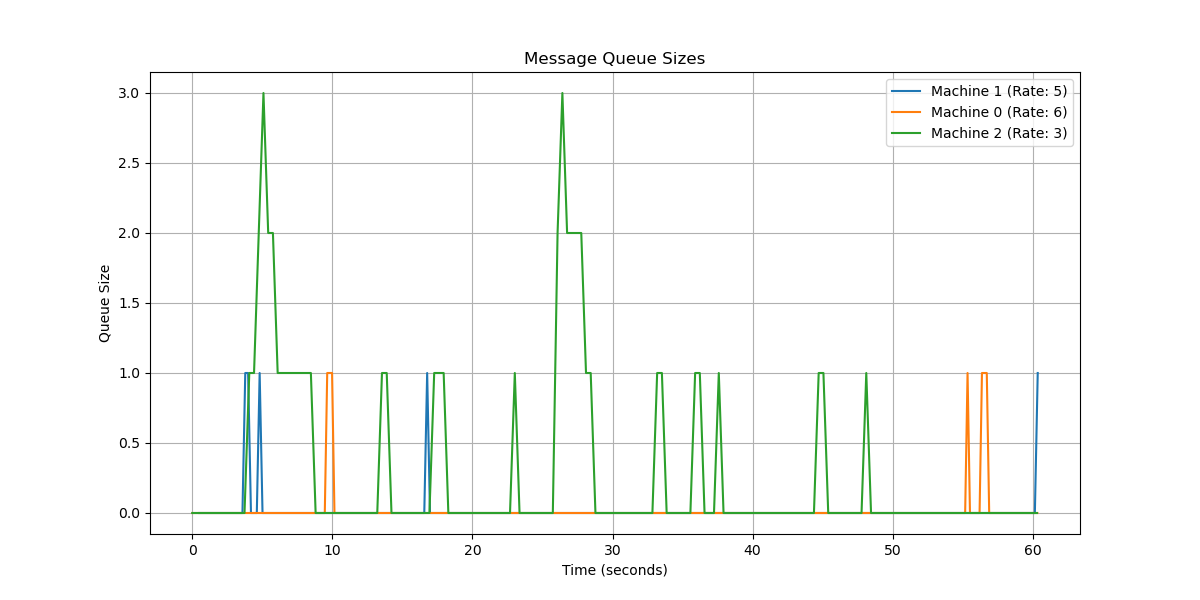 Message Queue Sizes
Machine 1 (Rate: 5)
Machine 0 (Rate: 6)
Machine 2 (Rate: 3)
Queue Size
3.0
2.5
2.0
1.5
1.0
0.5
0.0
0 10 20 30 40 50 60
Time (seconds)